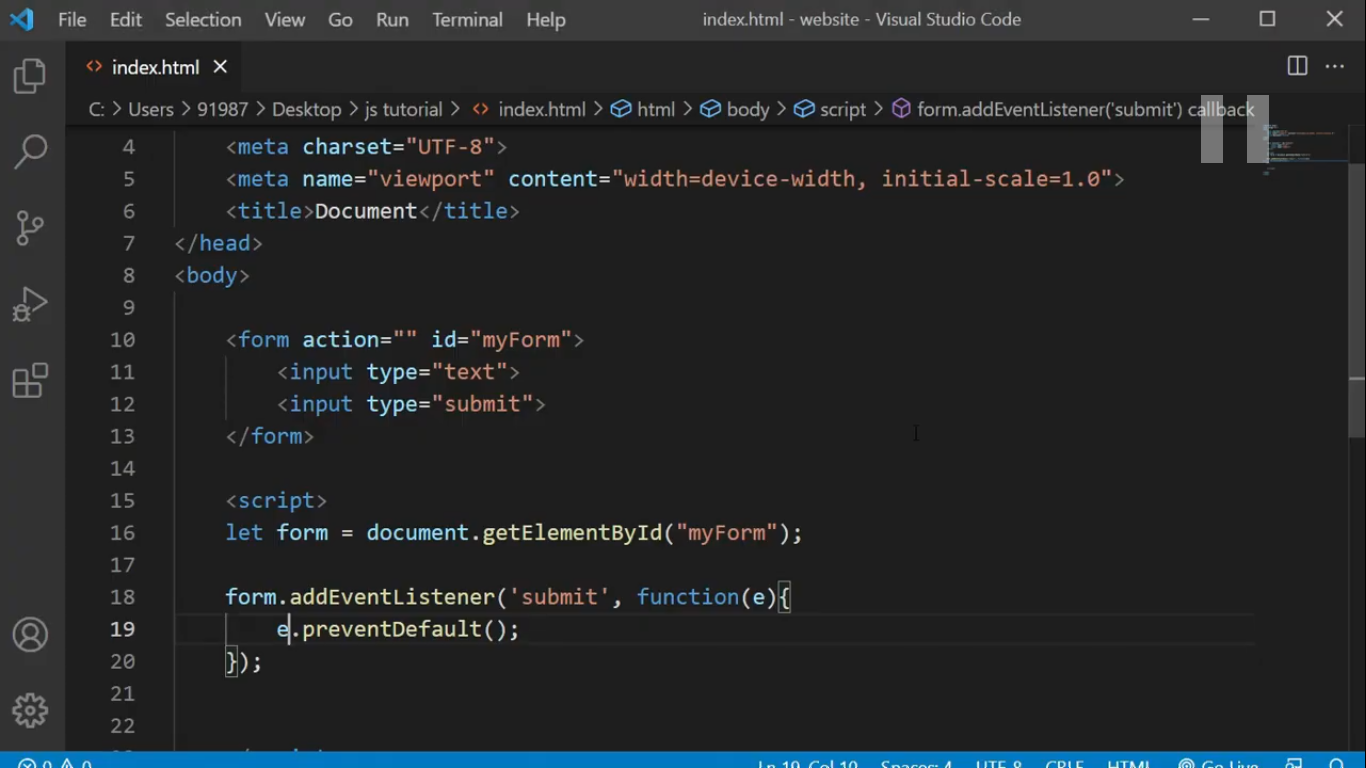 File Edit Selection View Go Run Terminal Help index.html - website - Visual Studio Code
index.html
C: > Users > 91987 > Desktop > js tutorial > index.html > html > body > script > form.addEventListener('submit') callback
4 <meta charset="UTF-8">
5 <meta name="viewport" content="width=device-width, initial-scale=1.0">
6 <title>Document</title>
7 </head>
8 <body>
9
10 <form action="" id="myForm">
11 <input type="text">
12 <input type="submit">
13 </form>
14
15 <script>
16 let form = document.getElementById("myForm");
17
18 form.addEventListener('submit', function(e){
19 e.preventDefault();
20 });
21
22
0 0 Ln 19, Col 10 Spaces: 4 UTF-8 CRLF HTML Go Live